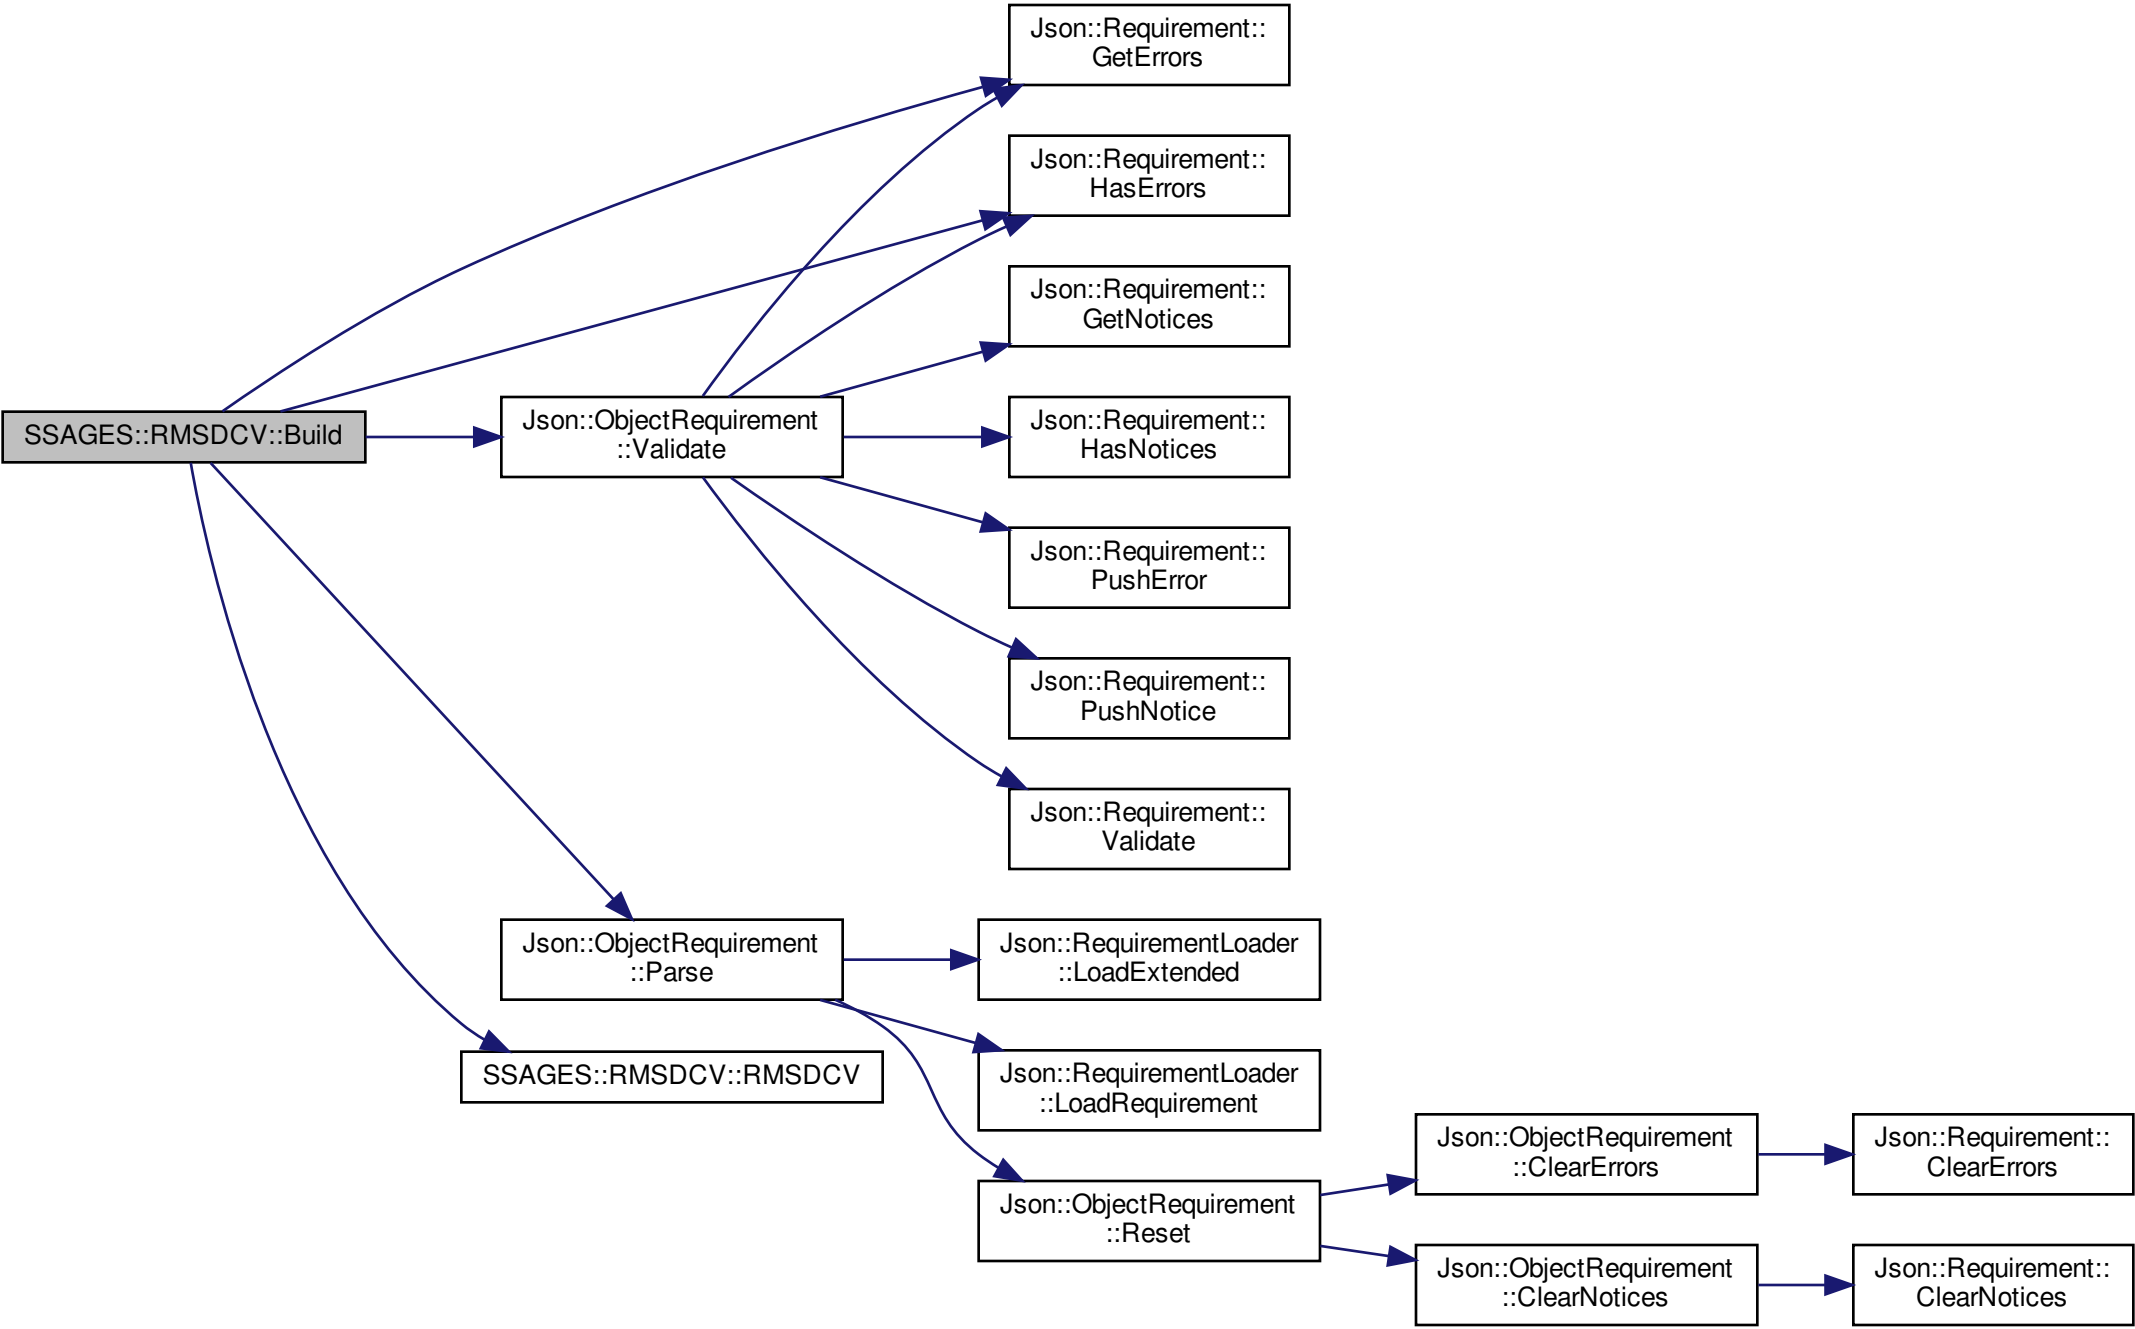 Json::Requirement::
GetErrors
Json::Requirement::
HasErrors
Json::Requirement::
GetNotices
SSAGES::RMSDCV::Build
Json::ObjectRequirement
::Validate
Json::Requirement::
HasNotices
Json::Requirement::
PushError
Json::Requirement::
PushNotice
Json::Requirement::
Validate
Json::ObjectRequirement
::Parse
Json::RequirementLoader
::LoadExtended
SSAGES::RMSDCV::RMSDCV
Json::RequirementLoader
::LoadRequirement
Json::ObjectRequirement
::Reset
Json::ObjectRequirement
::ClearErrors
Json::Requirement::
ClearErrors
Json::ObjectRequirement
::ClearNotices
Json::Requirement::
ClearNotices